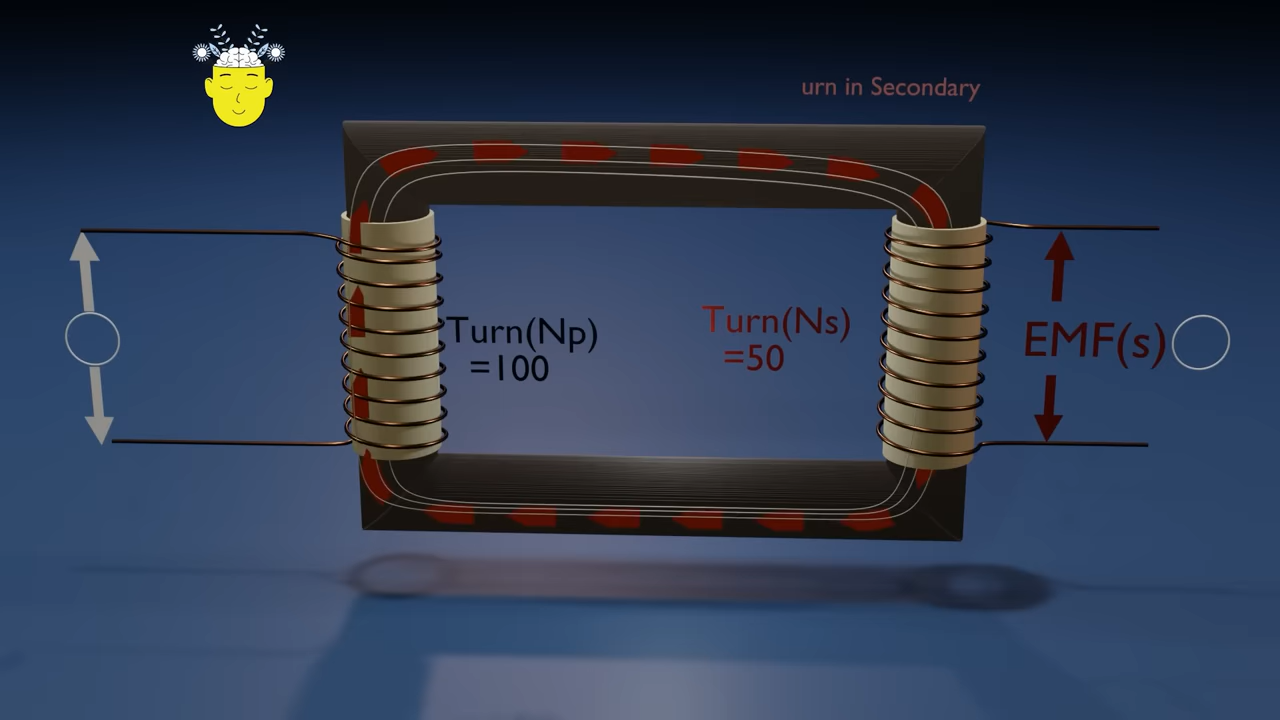 urn in Secondary
Turn(Np)
=100
Turn(Ns)
=50
EMF(s)